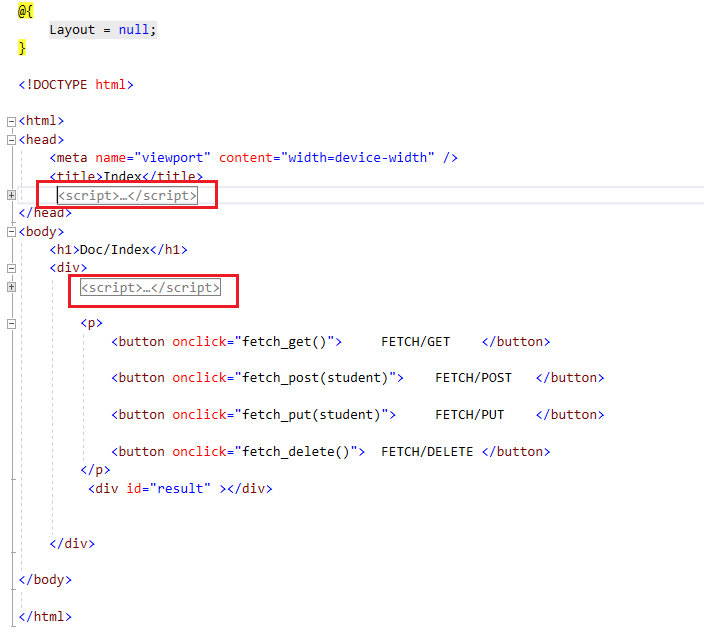 @{
    Layout = null;
}
<!DOCTYPE html>
<html>
<head>
    <meta name="viewport" content="width=device-width" />
    <title>Index</title>
    <script>…</script>
</head>
<body>
    <h1>Doc/Index</h1>
    <div>
        <script>…</script>
        <p>
            <button onclick="fetch_get()">     FETCH/GET    </button>
            <button onclick="fetch_post(student)">    FETCH/POST   </button>
            <button onclick="fetch_put(student)">     FETCH/PUT    </button>
            <button onclick="fetch_delete()">  FETCH/DELETE </button>
        </p>
         <div id="result" ></div>
    </div>
</body>
</html>